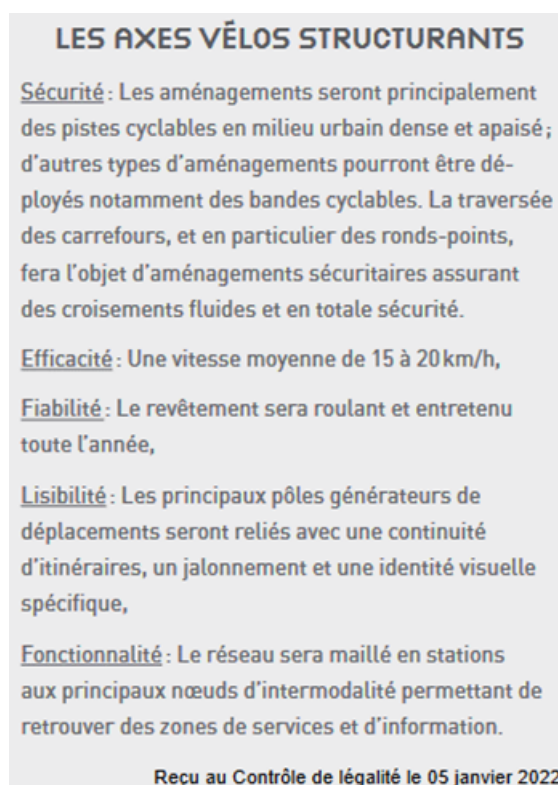 LES AXES VÉLOS STRUCTURANTS
Sécurité : Les aménagements seront principalement
des pistes cyclables en milieu urbain dense et apaisé ;
d'autres types d'aménagements pourront être dé-
ployés notamment des bandes cyclables. La traversée
des carrefours, et en particulier des ronds-points,
fera l'objet d'aménagements sécuritaires assurant
des croisements fluides et en totale sécurité.
Efficacité : Une vitesse moyenne de 15 à 20 km/h,
Fiabilité : Le revêtement sera roulant et entretenu
toute l'année,
Lisibilité : Les principaux pôles générateurs de
déplacements seront reliés avec une continuité
d'itinéraires, un jalonnement et une identité visuelle
spécifique,
Fonctionnalité : Le réseau sera maillé en stations
aux principaux nœuds d'intermodalité permettant de
retrouver des zones de services et d'information.
Reçu au Contrôle de légalité le 05 janvier 2022